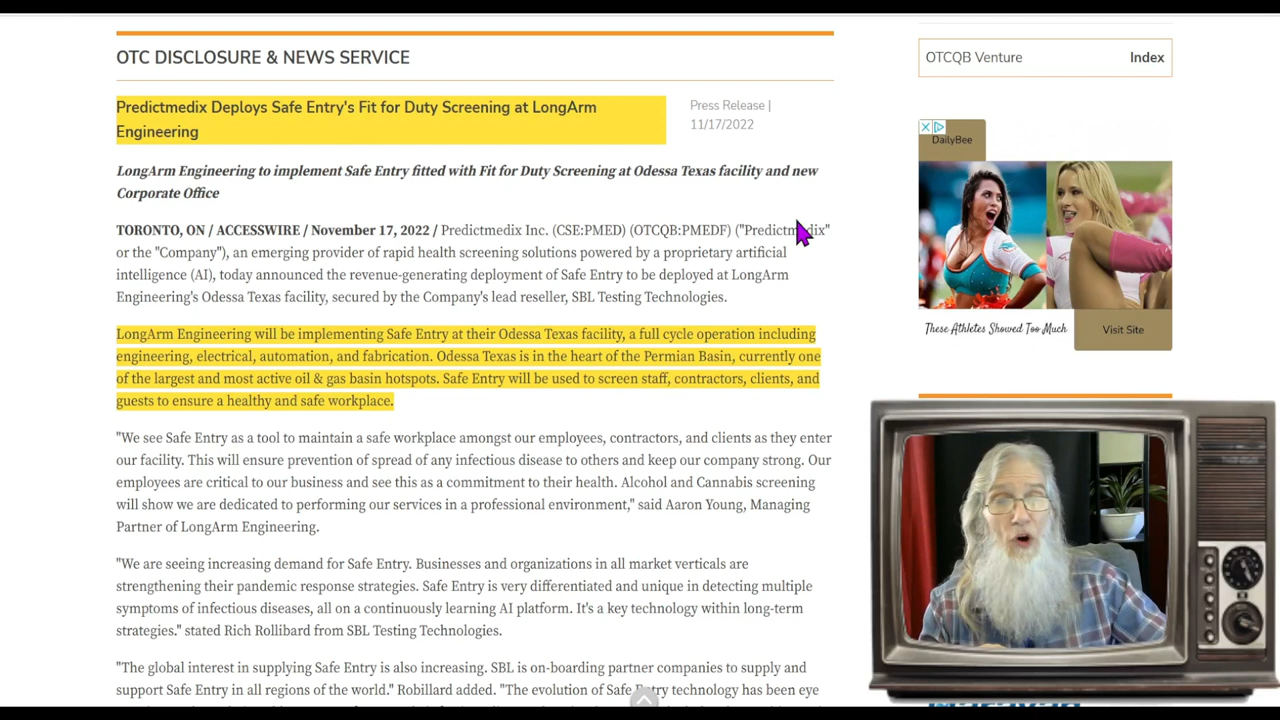 OTC DISCLOSURE & NEWS SERVICE
Predictmedix Deploys Safe Entry's Fit for Duty Screening at LongArm
Engineering
Press Release |
11/17/2022
LongArm Engineering to implement Safe Entry fitted with Fit for Duty Screening at Odessa Texas facility and new
Corporate Office
TORONTO, ON / ACCESSWIRE / November 17, 2022 / Predictmedix Inc. (CSE:PMED) (OTCQB:PMEDF) ("Predictmedix"
or the "Company"), an emerging provider of rapid health screening solutions powered by a proprietary artificial
intelligence (AI), today announced the revenue-generating deployment of Safe Entry to be deployed at LongArm
Engineering's Odessa Texas facility, secured by the Company's lead reseller, SBL Testing Technologies.
LongArm Engineering will be implementing Safe Entry at their Odessa Texas facility, a full cycle operation including
engineering, electrical, automation, and fabrication. Odessa Texas is in the heart of the Permian Basin, currently one
of the largest and most active oil & gas basin hotspots. Safe Entry will be used to screen staff, contractors, clients, and
guests to ensure a healthy and safe workplace.
"We see Safe Entry as a tool to maintain a safe workplace amongst our employees, contractors, and clients as they enter
our facility. This will ensure prevention of spread of any infectious disease to others and keep our company strong. Our
employees are critical to our business and see this as a commitment to their health. Alcohol and Cannabis screening
will show we are dedicated to performing our services in a professional environment," said Aaron Young, Managing
Partner of LongArm Engineering.
"We are seeing increasing demand for Safe Entry. Businesses and organizations in all market verticals are
strengthening their pandemic response strategies. Safe Entry is very differentiated and unique in detecting multiple
symptoms of infectious diseases, all on a continuously learning AI platform. It's a key technology within long-term
strategies." stated Rich Rollibard from SBL Testing Technologies.
"The global interest in supplying Safe Entry is also increasing. SBL is on-boarding partner companies to supply and
support Safe Entry in all regions of the world." Robillard added. "The evolution of Safe Entry technology has been eye
OTCQB Venture
Index
DailyBee
These Athletes Showed Too Much
Visit Site